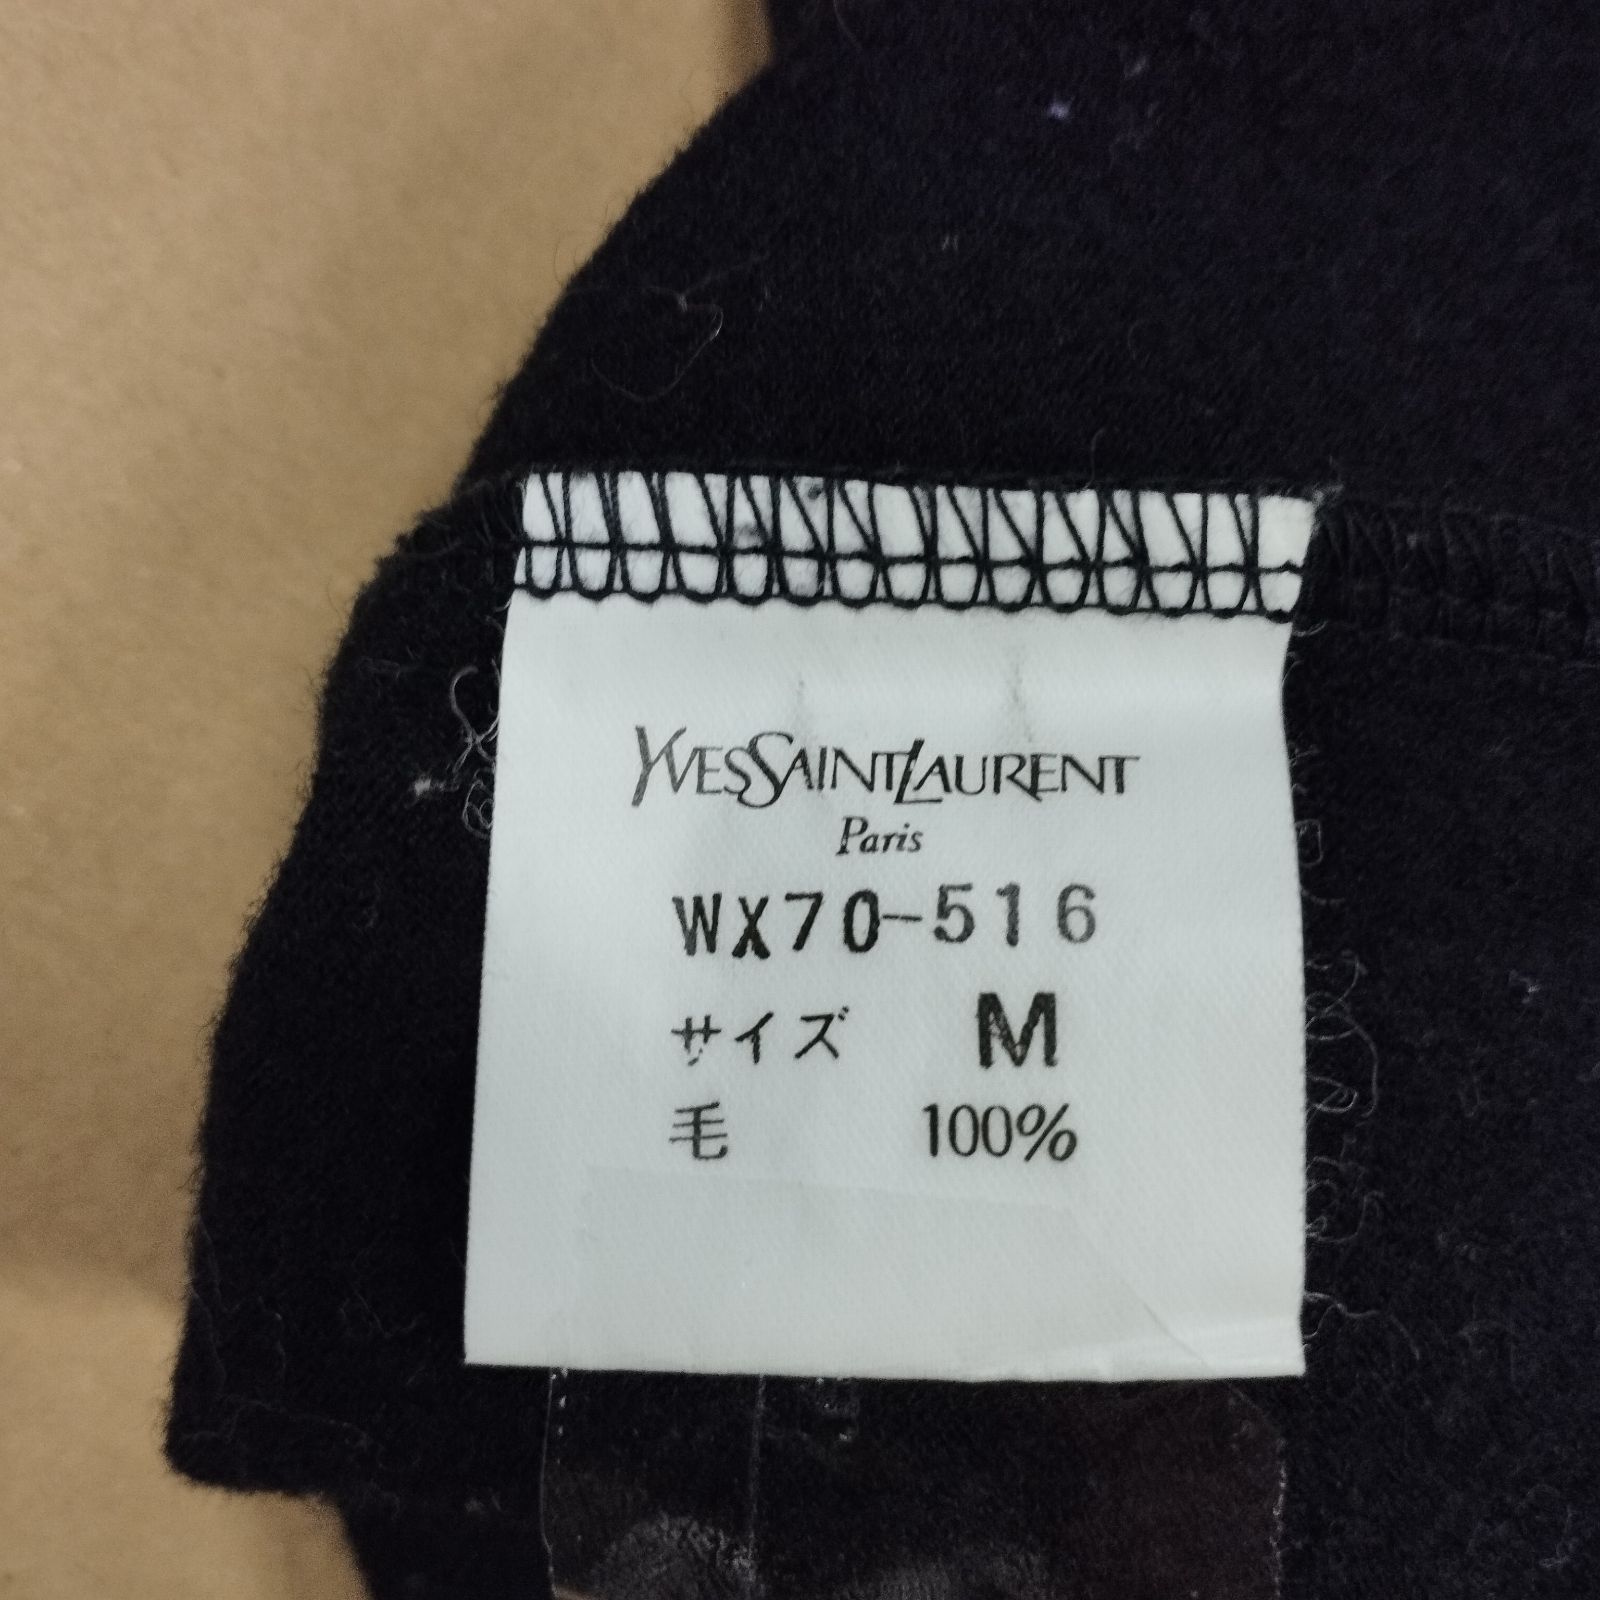 YVESSAINTLAURENT
Paris
WX70-516
サイズ M
毛 100%